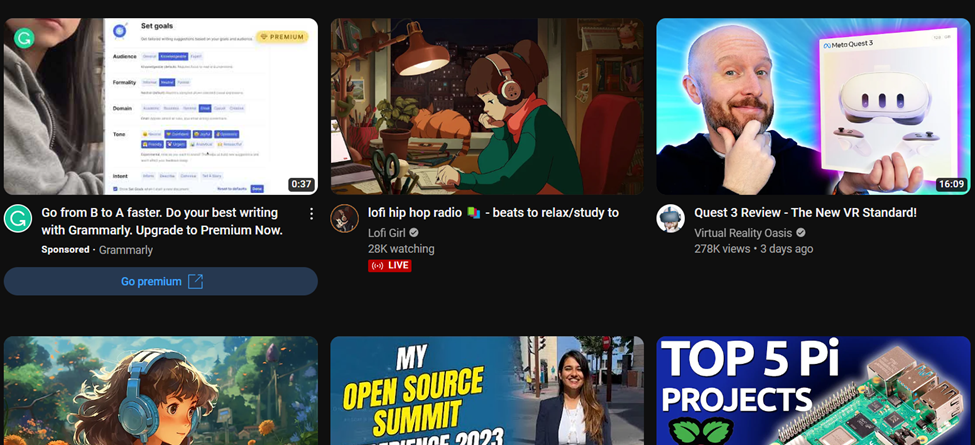 Set goals
PREMIUM
Audience
Formality
Domain
Tone
Intent
0:37
Go from B to A faster. Do your best writing
with Grammarly. Upgrade to Premium Now.
Sponsored · Grammarly
Go premium
lofi hip hop radio 📚 - beats to relax/study to
Lofi Girl
28K watching
LIVE
Meta Quest 3
16:09
Quest 3 Review - The New VR Standard!
Virtual Reality Oasis
278K views • 3 days ago
MY
OPEN SOURCE
SUMMIT
2023
TOP 5 Pi
PROJECTS